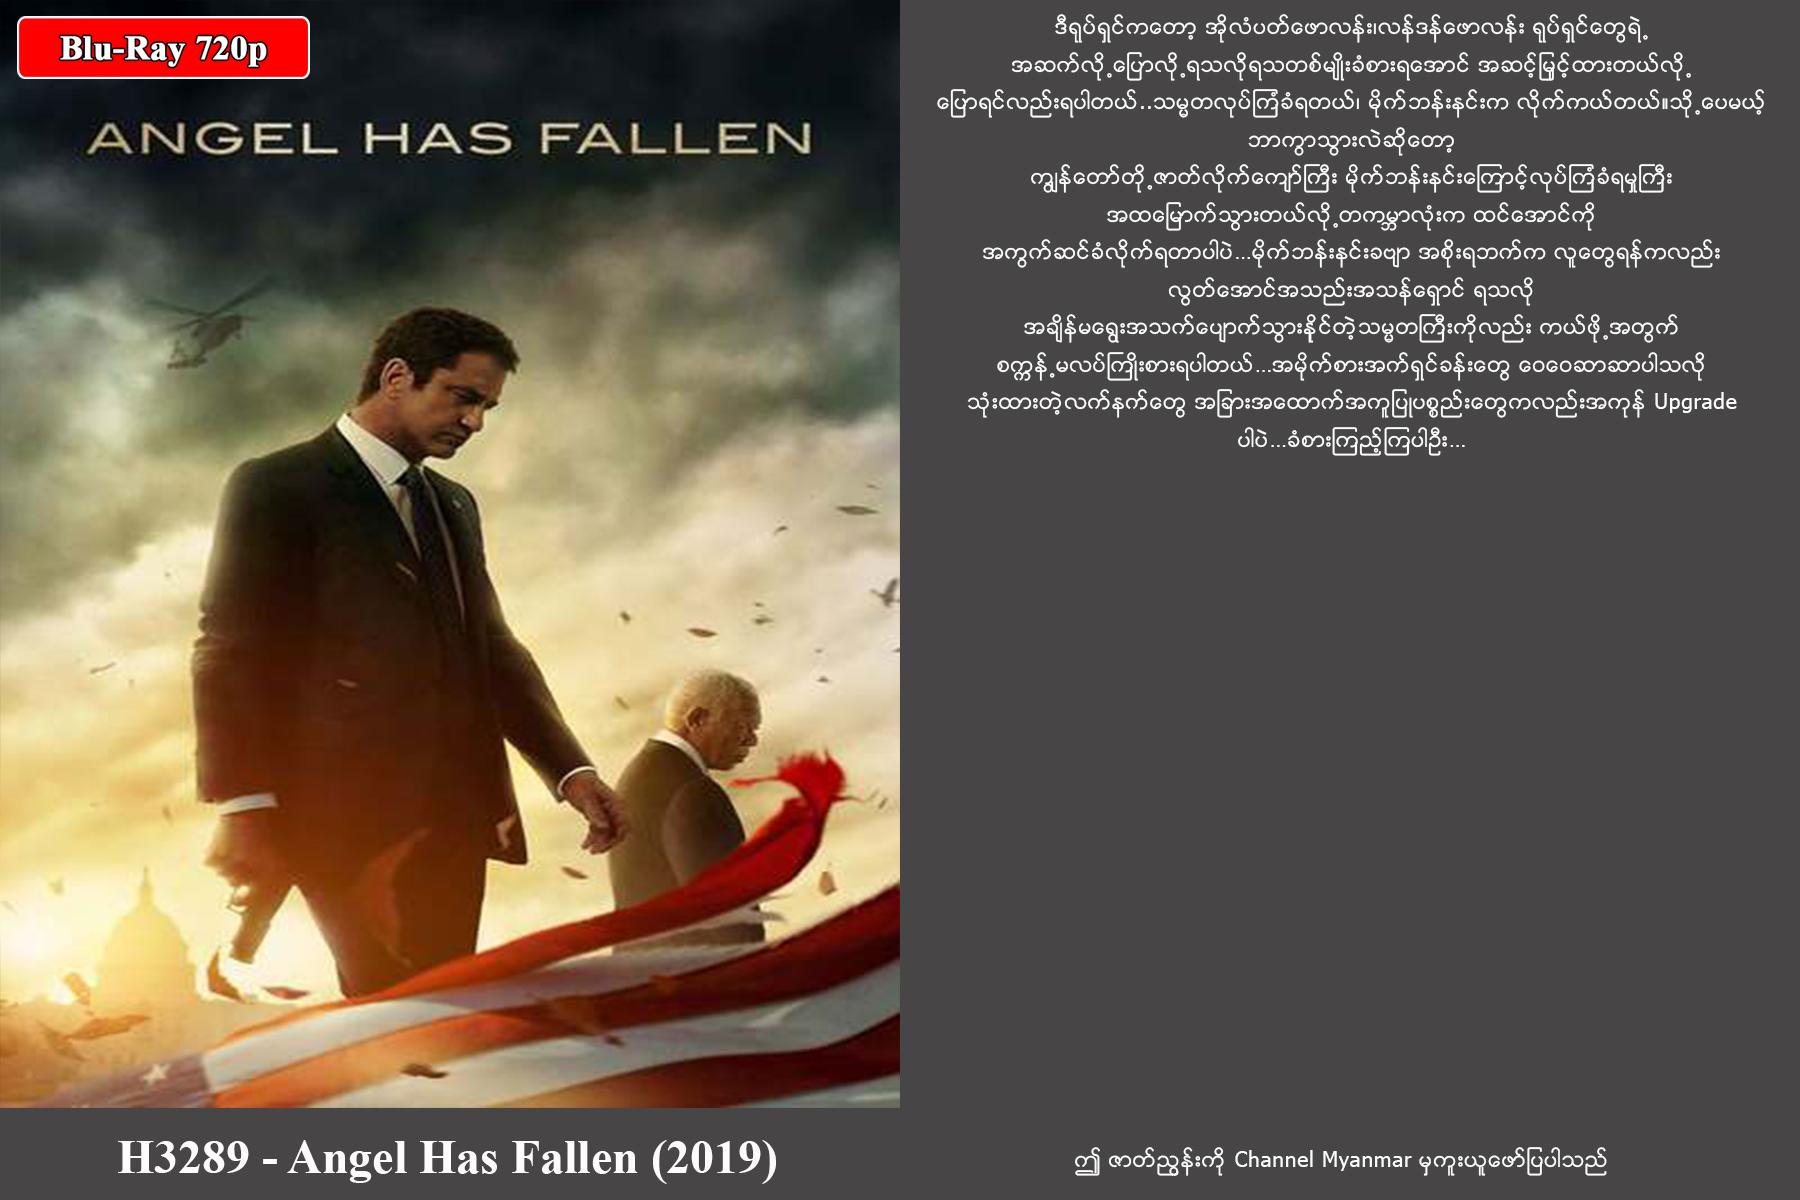 Blu-Ray 720p
ANGEL HAS FALLEN
H3289 - Angel Has Fallen (2019)
ဒီရုပ်ရှင်ကတော့ အိုလံပတ်ဖောလန်း၊လန်ဒန်ဖောလန်း ရုပ်ရှင်တွေရဲ့
အဆက်လို့ပြောလို့ရသလိုရသတစ်မျိုးခံစားရအောင် အဆင့်မြှင့်ထားတယ်လို့
ပြောရင်လည်းရပါတယ်..သမ္မတလုပ်ကြံခံရတယ်၊ မိုက်ဘန်းနင်းက လိုက်ကယ်တယ်။သို့ပေမယ့်
ဘာကွာသွားလဲဆိုတော့
ကျွန်တော်တို့ဇာတ်လိုက်ကျော်ကြီး မိုက်ဘန်းနင်းကြောင့်လုပ်ကြံခံရမှုကြီး
အထမြောက်သွားတယ်လို့တကမ္ဘာလုံးက ထင်အောင်ကို
အကွက်ဆင်ခံလိုက်ရတာပါပဲ...မိုက်ဘန်းနင်းခဗျာ အစိုးရဘက်က လူတွေရန်ကလည်း
လွတ်အောင်အသည်းအသန်ရှောင် ရသလို
အချိန်မရွေးအသက်ပျောက်သွားနိုင်တဲ့သမ္မတကြီးကိုလည်း ကယ်ဖို့အတွက်
စက္ကန့်မလပ်ကြိုးစားရပါတယ်...အမိုက်စားအက်ရှင်ခန်းတွေ ဝေဝေဆာဆာပါသလို
သုံးထားတဲ့လက်နက်တွေ အခြားအထောက်အကူပြုပစ္စည်းတွေကလည်းအကုန် Upgrade
ပါပဲ...ခံစားကြည့်ကြပါဦး...
ဤ ဇာတ်ညွှန်းကို Channel Myanmar မှကူးယူဖော်ပြပါသည်